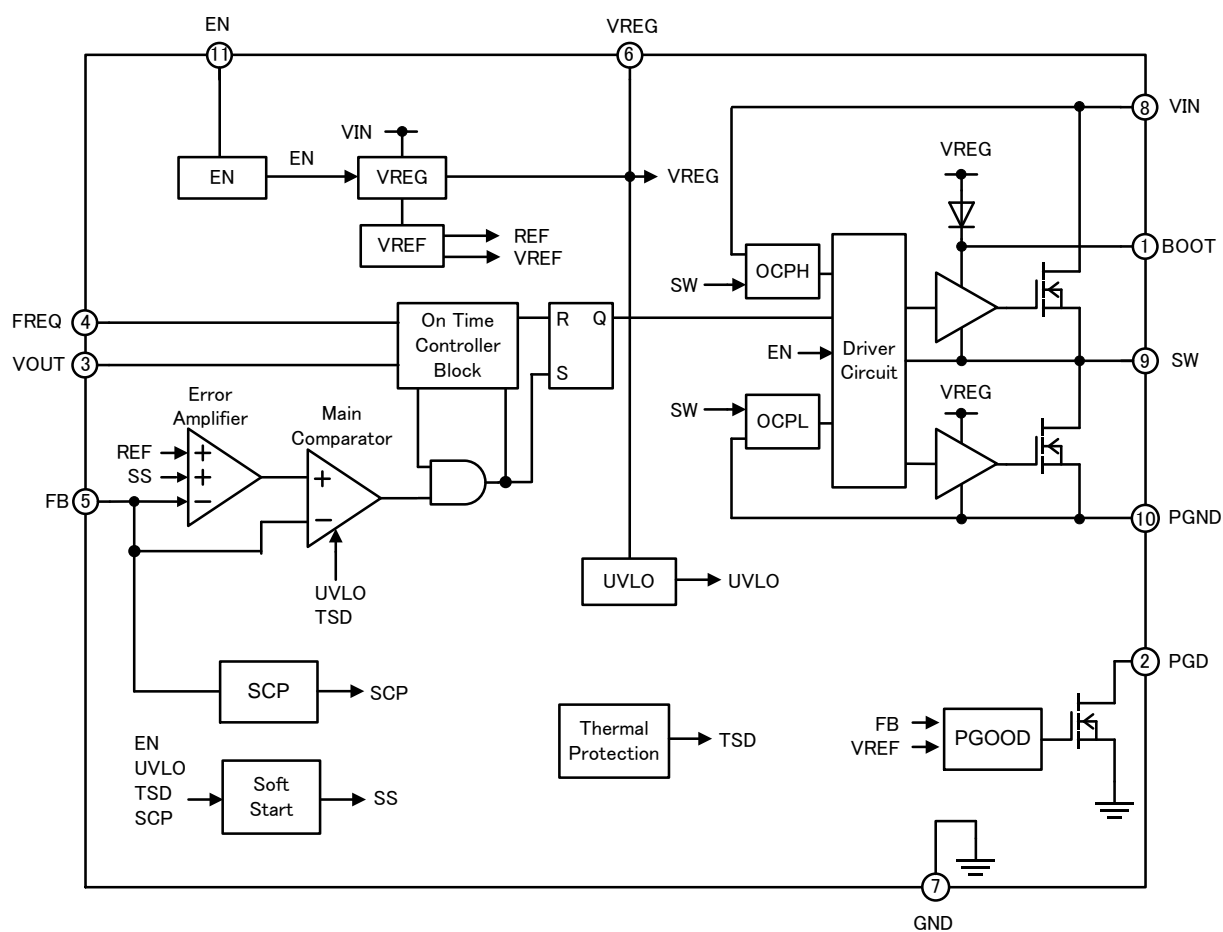 EN
VREG
11
6
8
VIN
VIN
EN
EN
VREG
VREG
VREG
VREF
REF
VREF
1
BOOT
OCPH
SW
FREQ
4
On Time
Controller
Block
R
Q
S
VOUT
3
EN
Driver
Circuit
9
SW
Error
Amplifier
Main
Comparator
SW
OCPL
VREG
REF
+
SS
+
FB
5
−
+
−
10
PGND
UVLO
TSD
UVLO
UVLO
2
PGD
SCP
SCP
Thermal
Protection
TSD
FB
VREF
PGOOD
EN
UVLO
TSD
SCP
Soft
Start
SS
7
GND